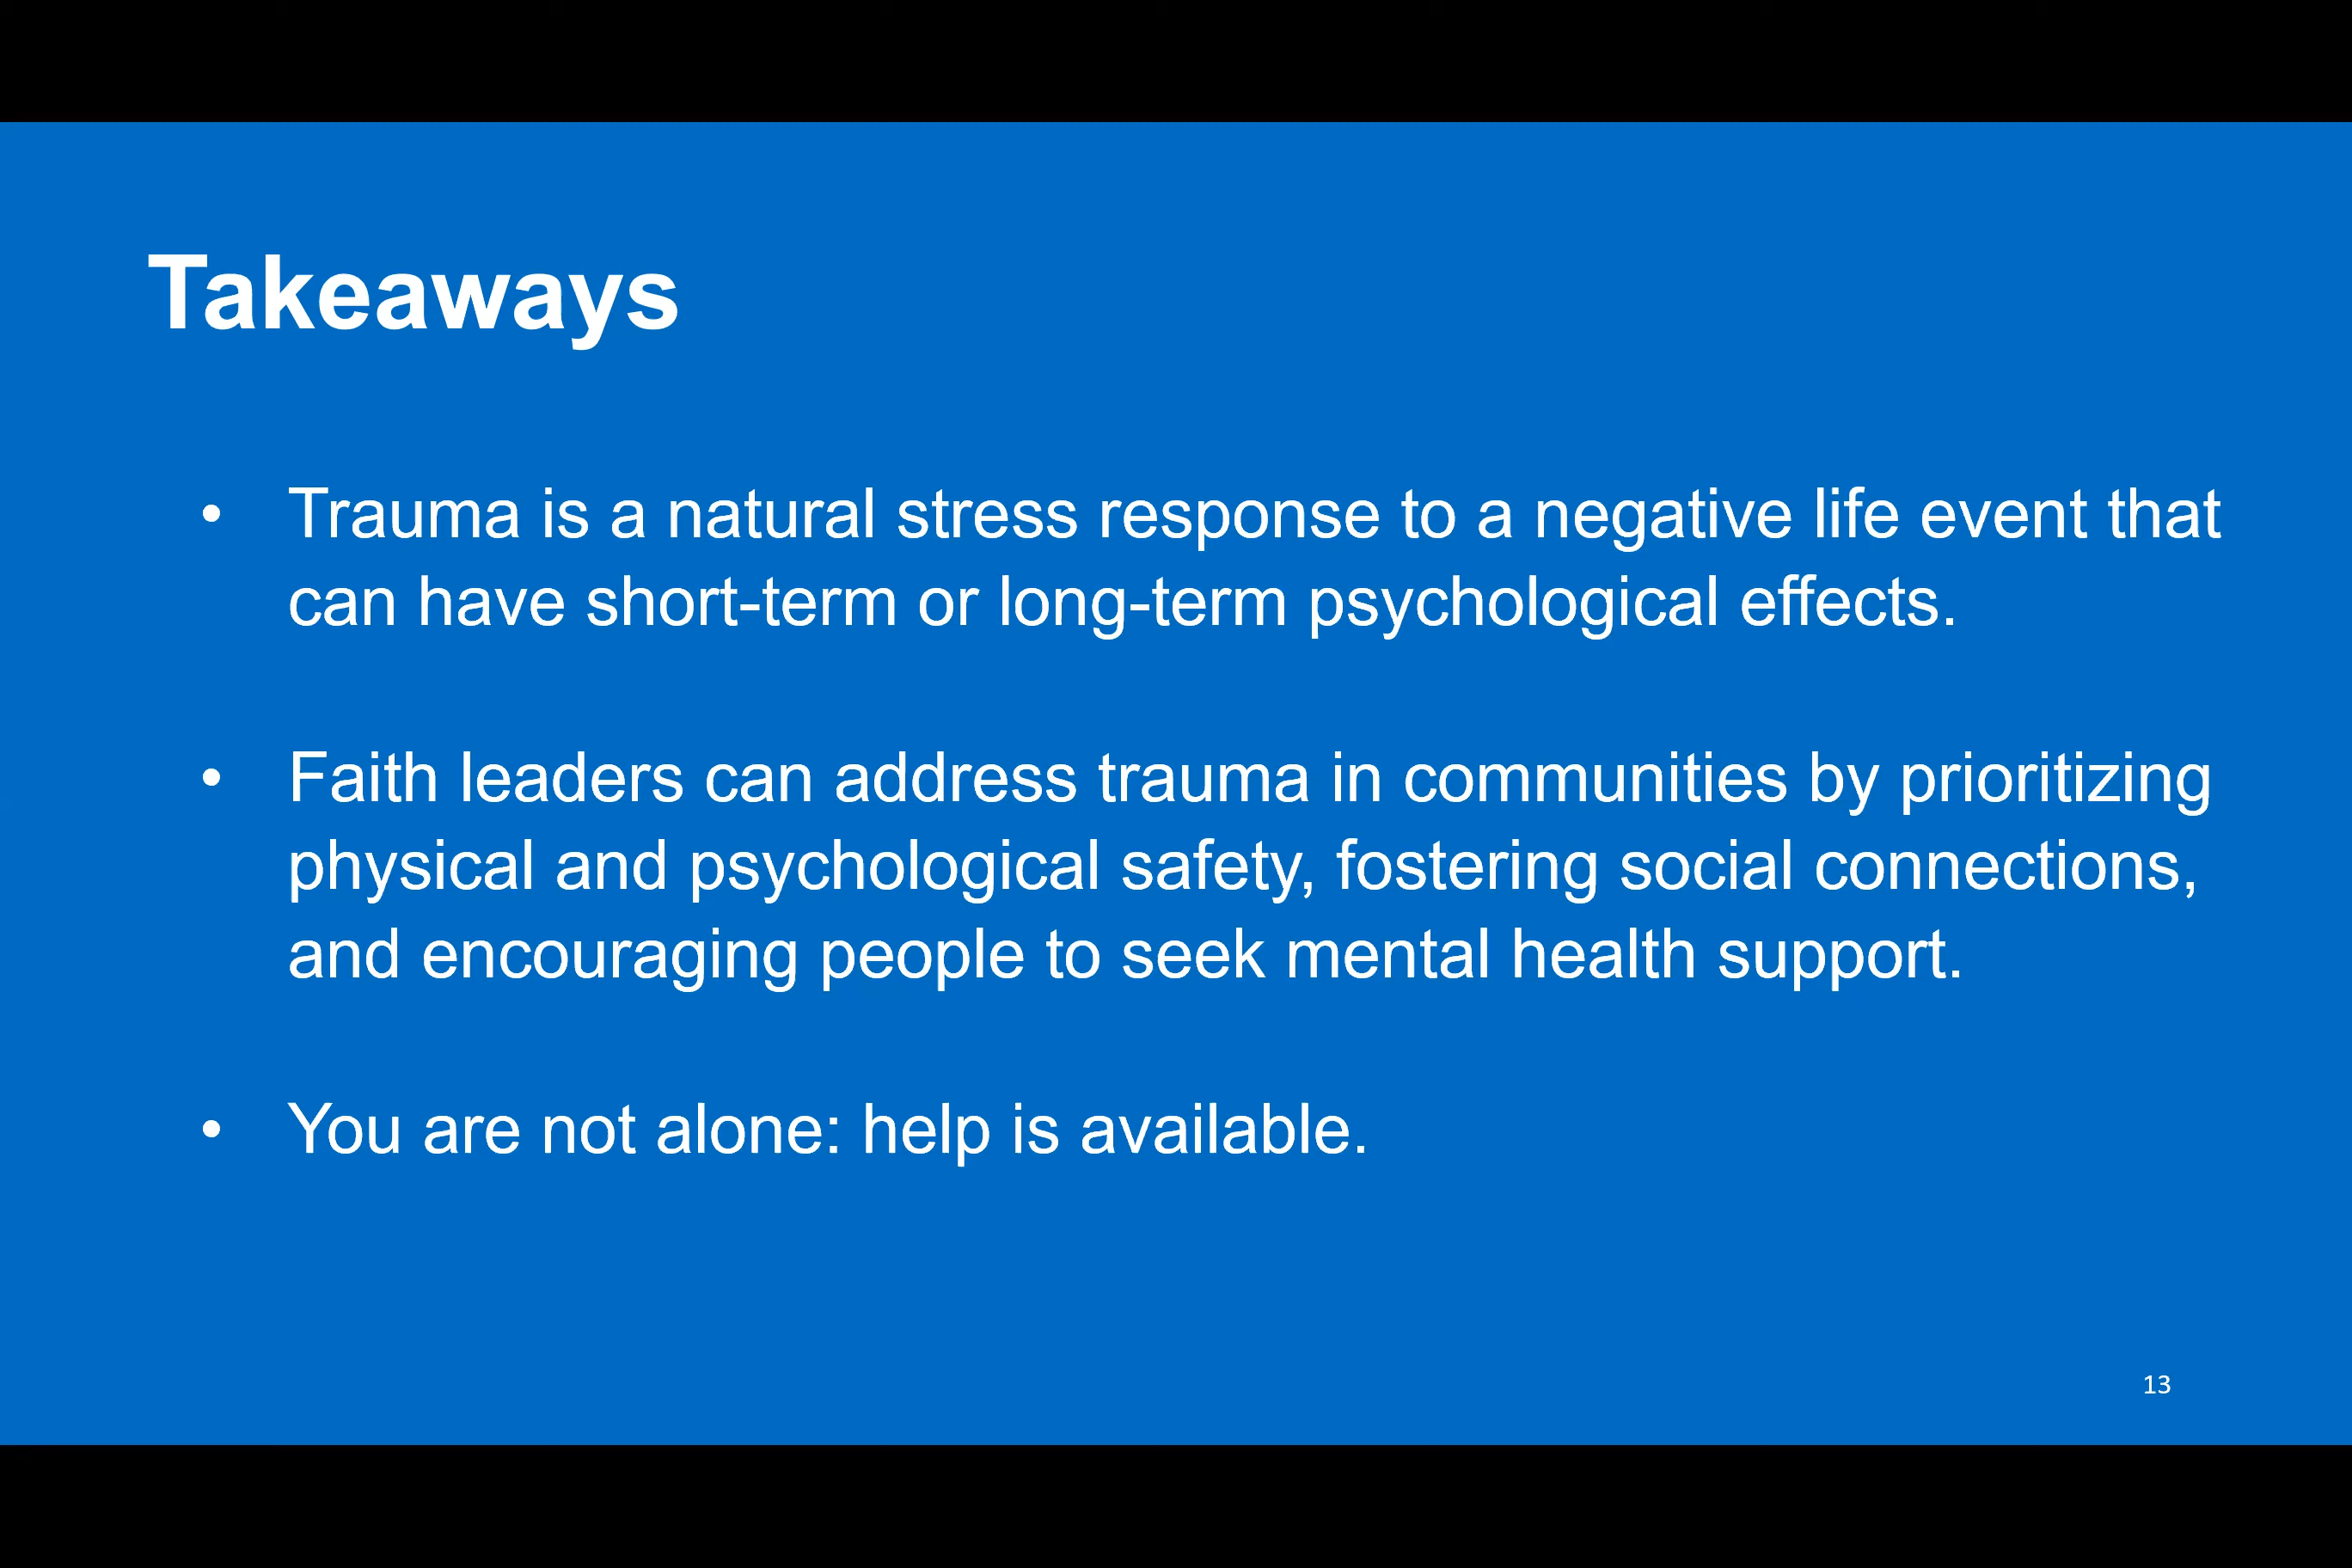 Takeaways
• Trauma is a natural stress response to a negative life event that
can have short-term or long-term psychological effects.
• Faith leaders can address trauma in communities by prioritizing
physical and psychological safety, fostering social connections,
and encouraging people to seek mental health support.
• You are not alone: help is available.
13